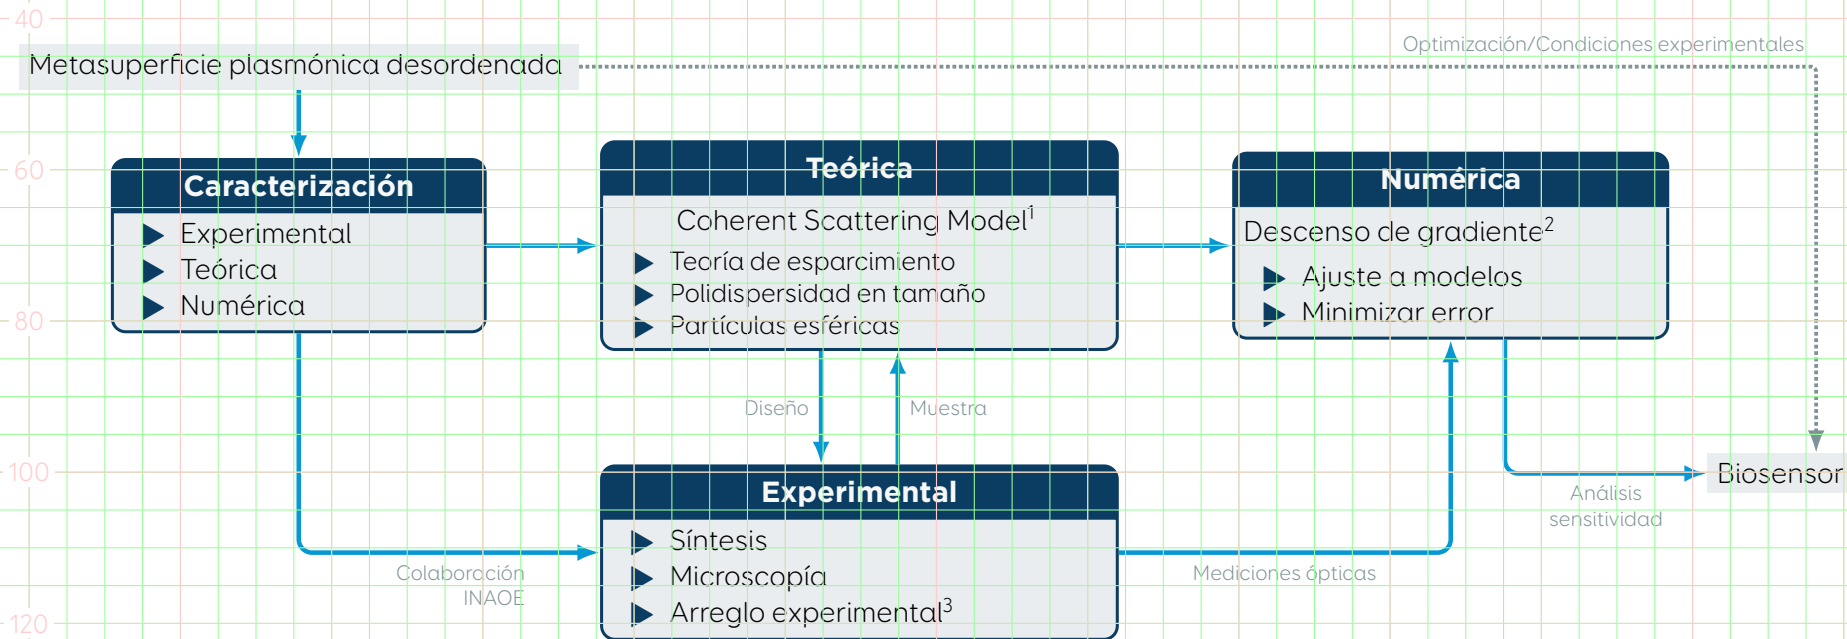 40
Optimización/Condiciones experimentales
Metasuperficie plasmónica desordenada
60
Caracterización
Experimental
Teórica
Numérica
Teórica
Coherent Scattering Model¹
Teoría de esparcimiento
Polidispersidad en tamaño
Partículas esféricas
Numérica
Descenso de gradiente²
Ajuste a modelos
Minimizar error
80
Diseño
Muestra
100
Experimental
Síntesis
Microscopía
Arreglo experimental³
Biosensor
Análisis
sensitividad
Colaboración
INAOE
Mediciones ópticas
120